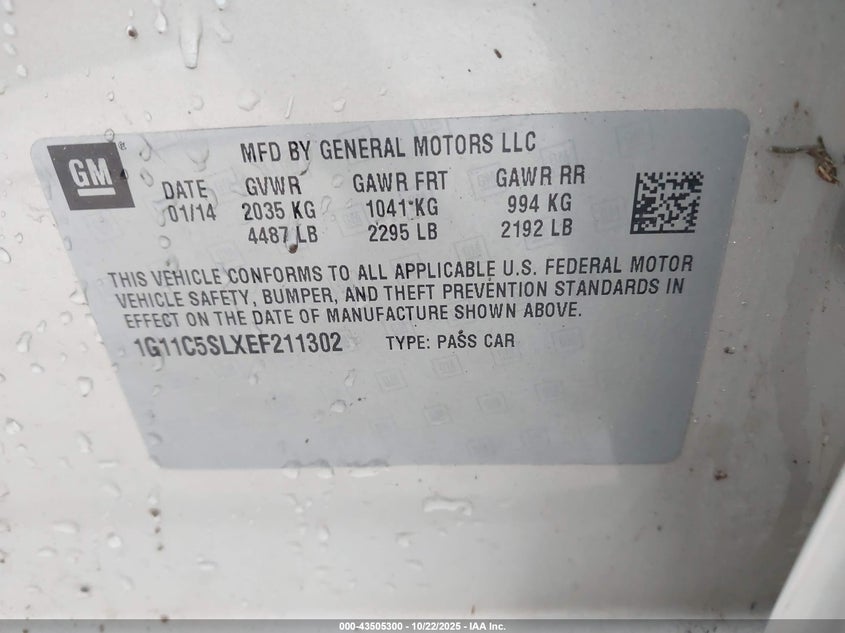 GM
MFD BY GENERAL MOTORS LLC
DATE GVWR GAWR FRT GAWR RR
01/14 2035 KG 1041 KG 994 KG
4487 LB 2295 LB 2192 LB
THIS VEHICLE CONFORMS TO ALL APPLICABLE U.S. FEDERAL MOTOR
VEHICLE SAFETY, BUMPER, AND THEFT PREVENTION STANDARDS IN
EFFECT ON THE DATE OF MANUFACTURE SHOWN ABOVE.
1G11C5SLXEF211302 TYPE: PASS CAR
000-43505300 - 10/22/2025 - IAA Inc.